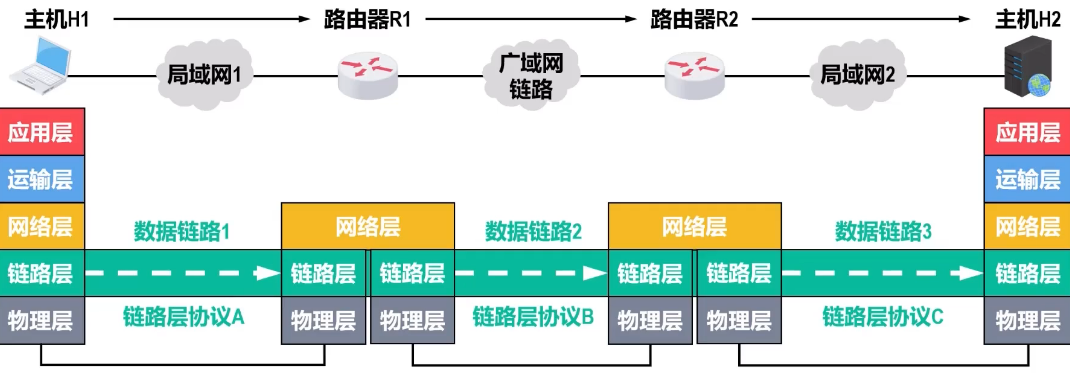 主机H1
路由器R1
路由器R2
主机H2
局域网1
广域网
链路
局域网2
应用层
应用层
运输层
运输层
网络层
数据链路1
网络层
数据链路2
网络层
数据链路3
网络层
链路层
链路层
链路层
链路层
链路层
链路层
物理层
链路层协议A
物理层
物理层
链路层协议B
物理层
物理层
链路层协议C
物理层